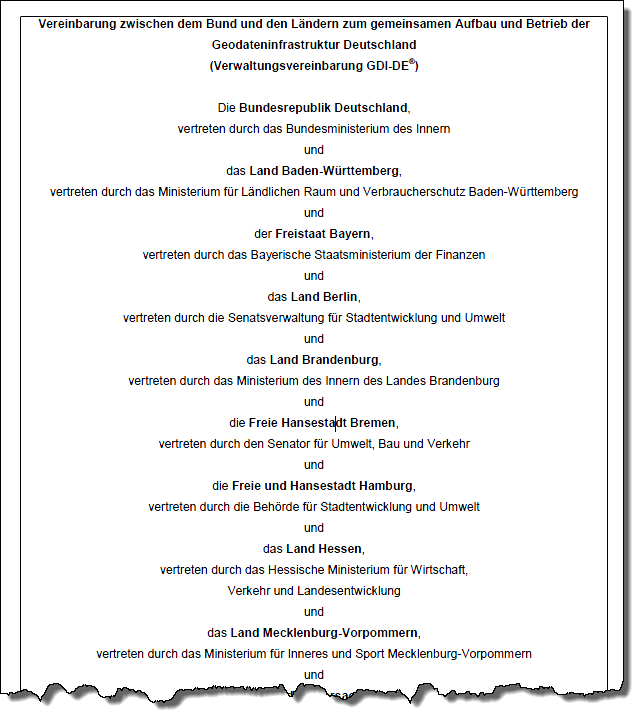 Vereinbarung zwischen dem Bund und den Ländern zum gemeinsamen Aufbau und Betrieb der
Geodateninfrastruktur Deutschland
(Verwaltungsvereinbarung GDI-DE®)
Die Bundesrepublik Deutschland,
vertreten durch das Bundesministerium des Innern
und
das Land Baden-Württemberg,
vertreten durch das Ministerium für Ländlichen Raum und Verbraucherschutz Baden-Württemberg
und
der Freistaat Bayern,
vertreten durch das Bayerische Staatsministerium der Finanzen
und
das Land Berlin,
vertreten durch die Senatsverwaltung für Stadtentwicklung und Umwelt
und
das Land Brandenburg,
vertreten durch das Ministerium des Innern des Landes Brandenburg
und
die Freie Hansestadt Bremen,
vertreten durch den Senator für Umwelt, Bau und Verkehr
und
die Freie und Hansestadt Hamburg,
vertreten durch die Behörde für Stadtentwicklung und Umwelt
und
das Land Hessen,
vertreten durch das Hessische Ministerium für Wirtschaft,
Verkehr und Landesentwicklung
und
das Land Mecklenburg-Vorpommern,
vertreten durch das Ministerium für Inneres und Sport Mecklenburg-Vorpommern
und